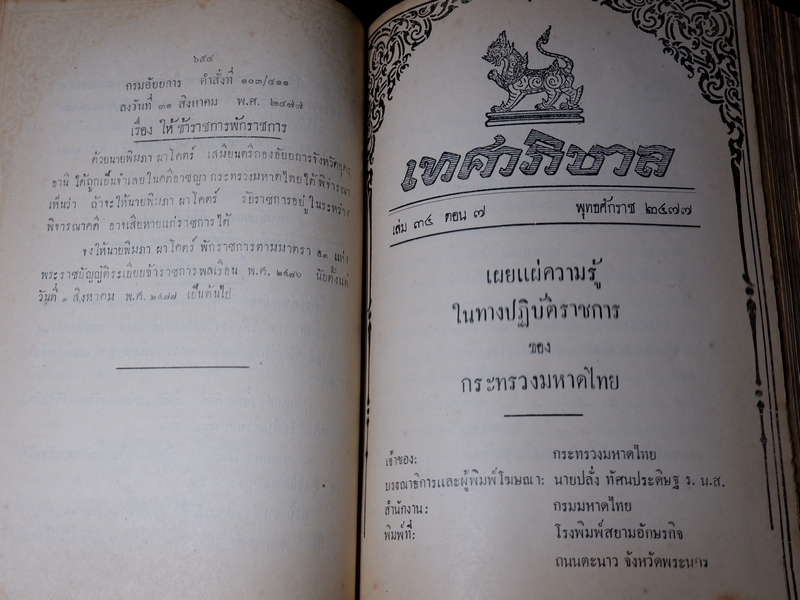 ๖๕๔
กรมอัยยการ คำสั่งที่ ๑๐๓/๔๑๑
ลงวันที่ ๓๑ สิงหาคม พ.ศ. ๒๔๗๗
เรื่อง ให้ข้าราชการพักราชการ
ด้วยนายพิมภา ผาโคตร์ เสมียนตรีกองอัยยการจังหวัดอุดร
ธานี ได้ถูกเป็นจำเลยในคดีอาชญา กระทรวงมหาดไทยได้พิจารณา
เห็นว่า ถ้าจะให้นายพิมภา ผาโคตร์ รับราชการอยู่ในระหว่าง
พิจารณาคดี อาจเสียหายแก่ราชการได้
จงให้นายพิมภา ผาโคตร์ พักราชการตามมาตรา ๕๓ แห่ง
พระราชบัญญัติระเบียบข้าราชการพลเรือน พ.ศ. ๒๔๗๖ นับตั้งแต่
วันที่ ๓ สิงหาคม พ.ศ. ๒๔๗๗ เป็นต้นไป
เทศาภิบาล
เล่ม ๓๔ ตอน ๗ พุทธศักราช ๒๔๗๗
เผยแผ่ความรู้
ในทางปฏิบัติราชการ
ของ
กระทรวงมหาดไทย
เจ้าของ: กระทรวงมหาดไทย
บรรณาธิการและผู้พิมพ์โฆษณา: นายปลั่ง ทัศนประดิษฐ ร. น.ส.
สำนักงาน: กรมมหาดไทย
พิมพ์ที่: โรงพิมพ์สยามอักษรกิจ
ถนนตะนาว จังหวัดพระนคร